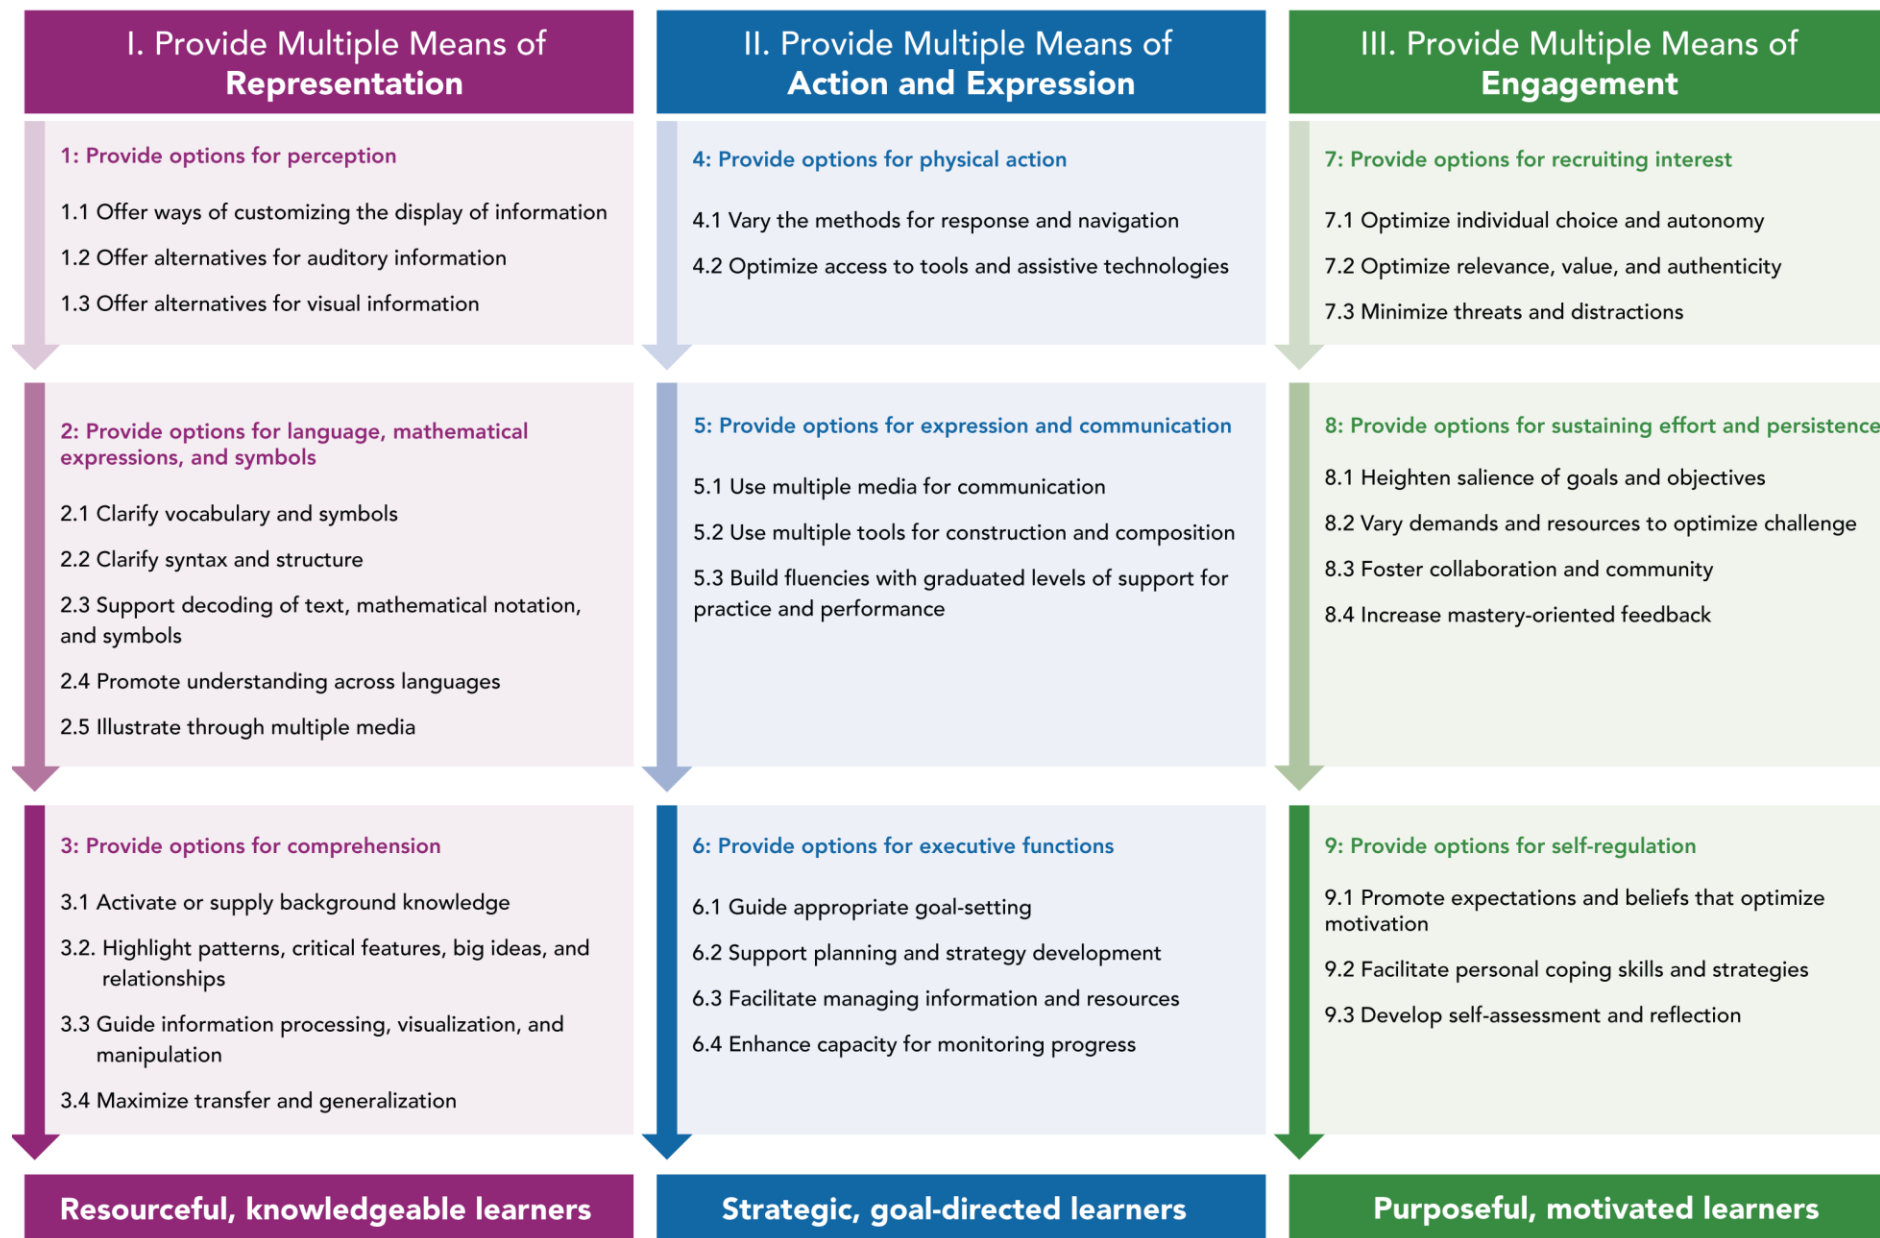 I. Provide Multiple Means of
Representation
1: Provide options for perception
1.1 Offer ways of customizing the display of information
1.2 Offer alternatives for auditory information
1.3 Offer alternatives for visual information
2: Provide options for language, mathematical
expressions, and symbols
2.1 Clarify vocabulary and symbols
2.2 Clarify syntax and structure
2.3 Support decoding of text, mathematical notation,
and symbols
2.4 Promote understanding across languages
2.5 Illustrate through multiple media
3: Provide options for comprehension
3.1 Activate or supply background knowledge
3.2. Highlight patterns, critical features, big ideas, and
relationships
3.3 Guide information processing, visualization, and
manipulation
3.4 Maximize transfer and generalization
Resourceful, knowledgeable learners
II. Provide Multiple Means of
Action and Expression
4: Provide options for physical action
4.1 Vary the methods for response and navigation
4.2 Optimize access to tools and assistive technologies
5: Provide options for expression and communication
5.1 Use multiple media for communication
5.2 Use multiple tools for construction and composition
5.3 Build fluencies with graduated levels of support for
practice and performance
6: Provide options for executive functions
6.1 Guide appropriate goal-setting
6.2 Support planning and strategy development
6.3 Facilitate managing information and resources
6.4 Enhance capacity for monitoring progress
Strategic, goal-directed learners
III. Provide Multiple Means of
Engagement
7: Provide options for recruiting interest
7.1 Optimize individual choice and autonomy
7.2 Optimize relevance, value, and authenticity
7.3 Minimize threats and distractions
8: Provide options for sustaining effort and persistence
8.1 Heighten salience of goals and objectives
8.2 Vary demands and resources to optimize challenge
8.3 Foster collaboration and community
8.4 Increase mastery-oriented feedback
9: Provide options for self-regulation
9.1 Promote expectations and beliefs that optimize
motivation
9.2 Facilitate personal coping skills and strategies
9.3 Develop self-assessment and reflection
Purposeful, motivated learners